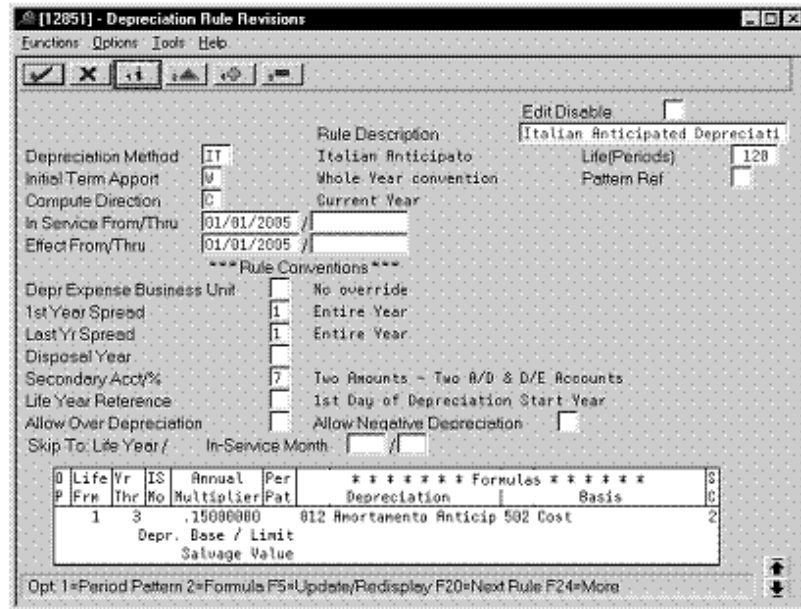 [12851] - Depreciation Rule Revisions
Functions Options Tools Help
Edit Disable
Rule Description Italian Anticipated Depreciati
Depreciation Method IT Italian Anticipato Life(Periods) 120
Initial Term Apport W Whole Year convention Pattern Ref
Compute Direction C Current Year
In Service From/Thru 01/01/2005 /
Effect From/Thru 01/01/2005 /
***Rule Conventions***
Depr Expense Business Unit No override
1st Year Spread 1 Entire Year
Last Yr Spread 1 Entire Year
Disposal Year
Secondary Acct/% 7 Two Amounts - Two A/D & D/E Accounts
Life Year Reference 1st Day of Depreciation Start Year
Allow Over Depreciation Allow Negative Depreciation
Skip To: Life Year / In-Service Month /
O Life Yr IS Annual Per * * * * * * Formulas * * * * * * S
P Frm Thr Mo Multiplier Pat Depreciation | Basis C
1 3 .15000000 012 Amortamento Anticip 502 Cost 2
Depr. Base / Limit
Salvage Value
Opt: 1=Period Pattern 2=Formula F5=Update/Redisplay F20=Next Rule F24=More